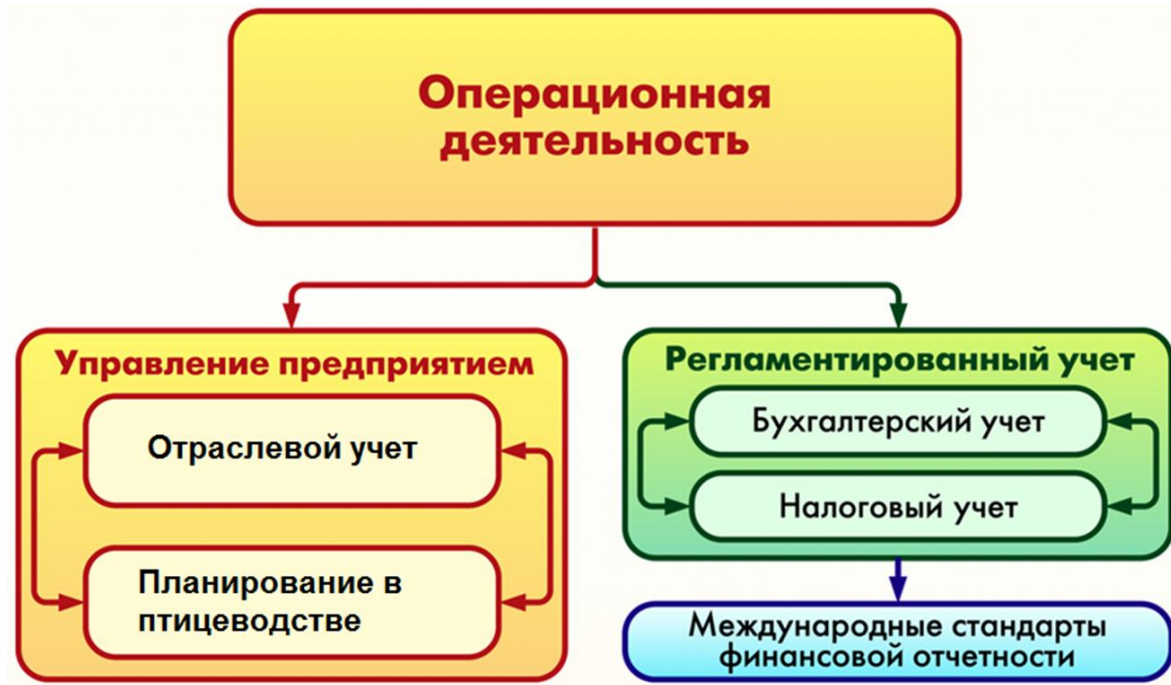 Операционная
деятельность
Управление предприятием
Отраслевой учет
Планирование в
птицеводстве
Регламентированный учет
Бухгалтерский учет
Налоговый учет
Международные стандарты
финансовой отчетности